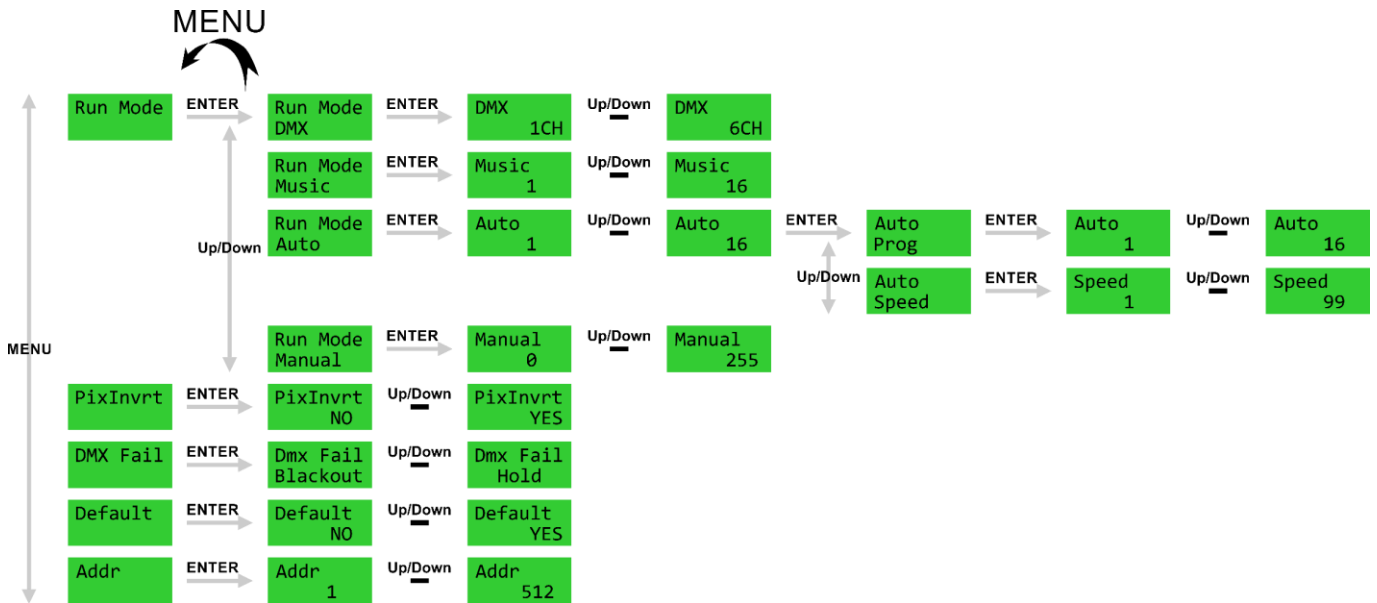 MENU
Run Mode ENTER Run Mode ENTER DMX Up/Down DMX
DMX 1CH 6CH
Run Mode ENTER Music Up/Down Music
Music 1 16
Run Mode ENTER Auto Up/Down Auto ENTER Auto ENTER Auto Up/Down Auto
Auto 1 16 Prog 1 16
Up/Down Up/Down
Auto ENTER Speed Up/Down Speed
Speed 1 99
Run Mode ENTER Manual Up/Down Manual
Manual 0 255
MENU
PixInvrt ENTER PixInvrt Up/Down PixInvrt
NO YES
DMX Fail ENTER Dmx Fail Up/Down Dmx Fail
Blackout Hold
Default ENTER Default Up/Down Default
NO YES
Addr ENTER Addr Up/Down Addr
1 512